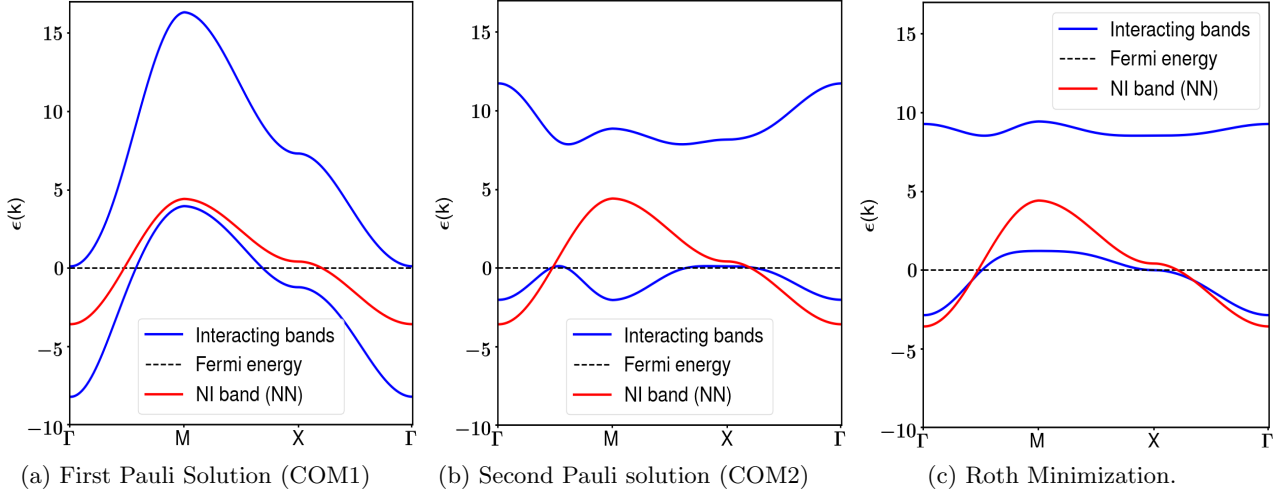 15
10
5
0
−5
−10
ϵ(k)
Γ
M
X
Γ
Interacting bands
Fermi energy
NI band (NN)
(a) First Pauli Solution (COM1)
15
10
5
0
−5
−10
ϵ(k)
Γ
M
X
Γ
Interacting bands
Fermi energy
NI band (NN)
(b) Second Pauli solution (COM2)
15
10
5
0
−5
−10
ϵ(k)
Γ
M
X
Γ
Interacting bands
Fermi energy
NI band (NN)
(c) Roth Minimization.